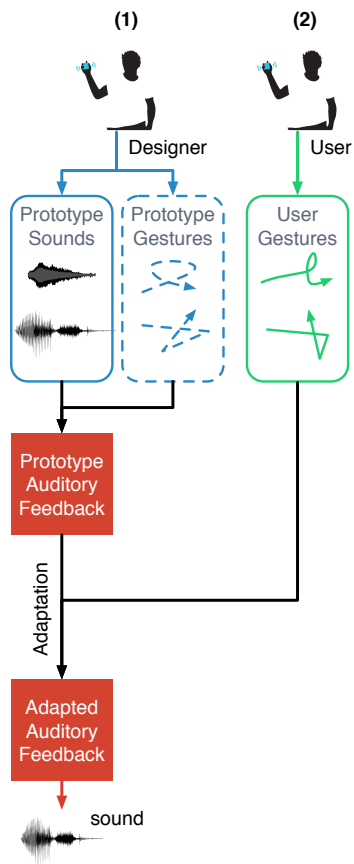 (1)
(2)
Designer
User
Prototype
Sounds
Prototype
Gestures
User
Gestures
Prototype
Auditory
Feedback
Adaptation
Adapted
Auditory
Feedback
sound